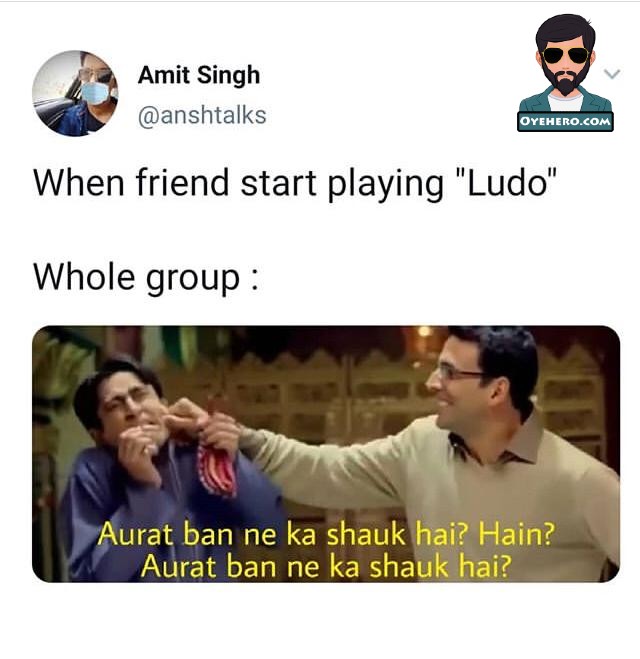 Amit Singh
@anshtalks
OYEHERO.COM
When friend start playing "Ludo"
Whole group :
Aurat ban ne ka shauk hai? Hain?
Aurat ban ne ka shauk hai?